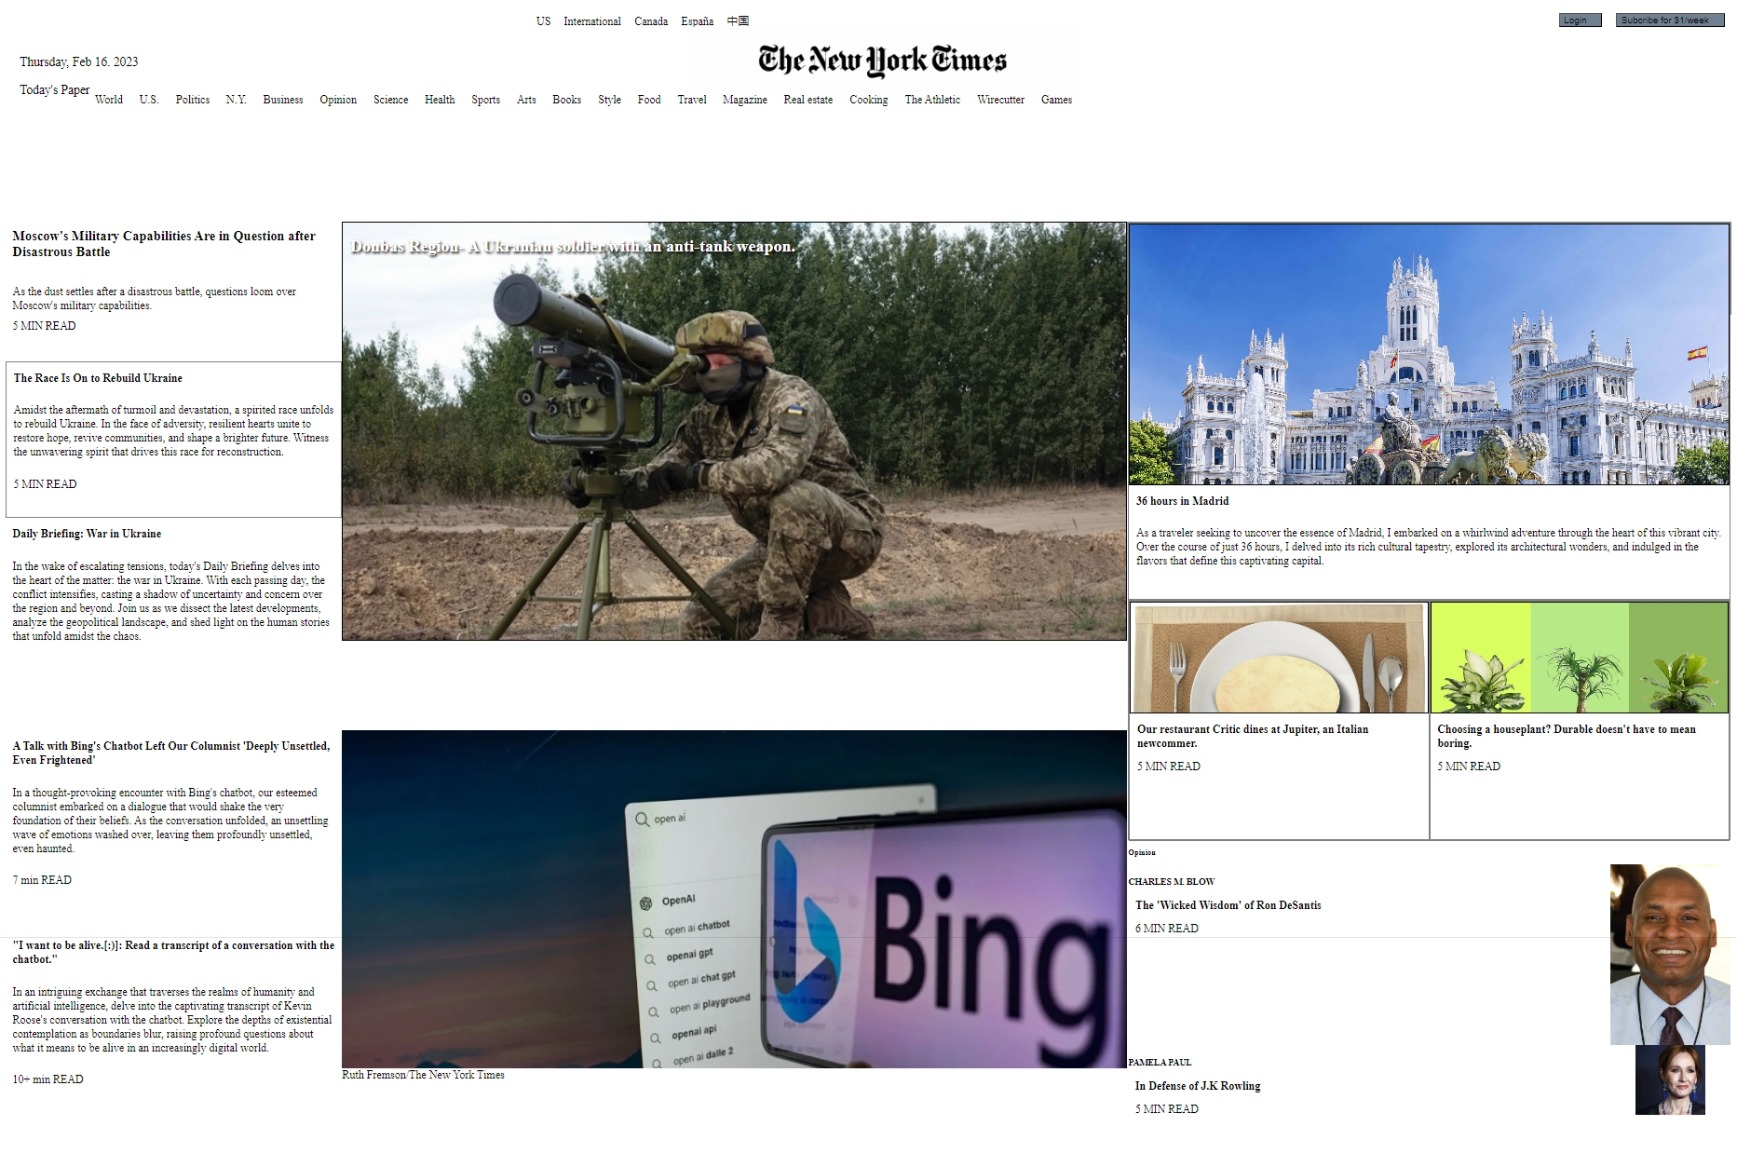 US International Canada España 中国
Login Subcribe for $1/week
The New York Times
Thursday, Feb 16. 2023
Today's Paper
World U.S. Politics N.Y. Business Opinion Science Health Sports Arts Books Style Food Travel Magazine Real estate Cooking The Athletic Wirecutter Games
Moscow's Military Capabilities Are in Question after
Disastrous Battle
As the dust settles after a disastrous battle, questions loom over
Moscow's military capabilities.
5 MIN READ
The Race Is On to Rebuild Ukraine
Amidst the aftermath of turmoil and devastation, a spirited race unfolds
to rebuild Ukraine. In the face of adversity, resilient hearts unite to
restore hope, revive communities, and shape a brighter future. Witness
the unwavering spirit that drives this race for reconstruction.
5 MIN READ
Daily Briefing: War in Ukraine
In the wake of escalating tensions, today's Daily Briefing delves into
the heart of the matter: the war in Ukraine. With each passing day, the
conflict intensifies, casting a shadow of uncertainty and concern over
the region and beyond. Join us as we dissect the latest developments,
analyze the geopolitical landscape, and shed light on the human stories
that unfold amidst the chaos.
Donbas Region- A Ukranian soldier with an anti-tank weapon.
A Talk with Bing's Chatbot Left Our Columnist 'Deeply Unsettled,
Even Frightened'
In a thought-provoking encounter with Bing's chatbot, our esteemed
columnist embarked on a dialogue that would shake the very
foundation of their beliefs. As the conversation unfolded, an unsettling
wave of emotions washed over, leaving them profoundly unsettled,
even haunted.
7 min READ
"I want to be alive.[:)]: Read a transcript of a conversation with the
chatbot."
In an intriguing exchange that traverses the realms of humanity and
artificial intelligence, delve into the captivating transcript of Kevin
Roose's conversation with the chatbot. Explore the depths of existential
contemplation as boundaries blur, raising profound questions about
what it means to be alive in an increasingly digital world.
10+ min READ
open ai
OpenAI
open ai chatbot
openai gpt
open ai chat gpt
open ai playground
openai api
open ai dalle 2
Bing
Ruth Fremson/The New York Times
36 hours in Madrid
As a traveler seeking to uncover the essence of Madrid, I embarked on a whirlwind adventure through the heart of this vibrant city.
Over the course of just 36 hours, I delved into its rich cultural tapestry, explored its architectural wonders, and indulged in the
flavors that define this captivating capital.
Our restaurant Critic dines at Jupiter, an Italian
newcommer.
5 MIN READ
Choosing a houseplant? Durable doesn't have to mean
boring.
5 MIN READ
Opinion
CHARLES M. BLOW
The 'Wicked Wisdom' of Ron DeSantis
6 MIN READ
PAMELA PAUL
In Defense of J.K Rowling
5 MIN READ